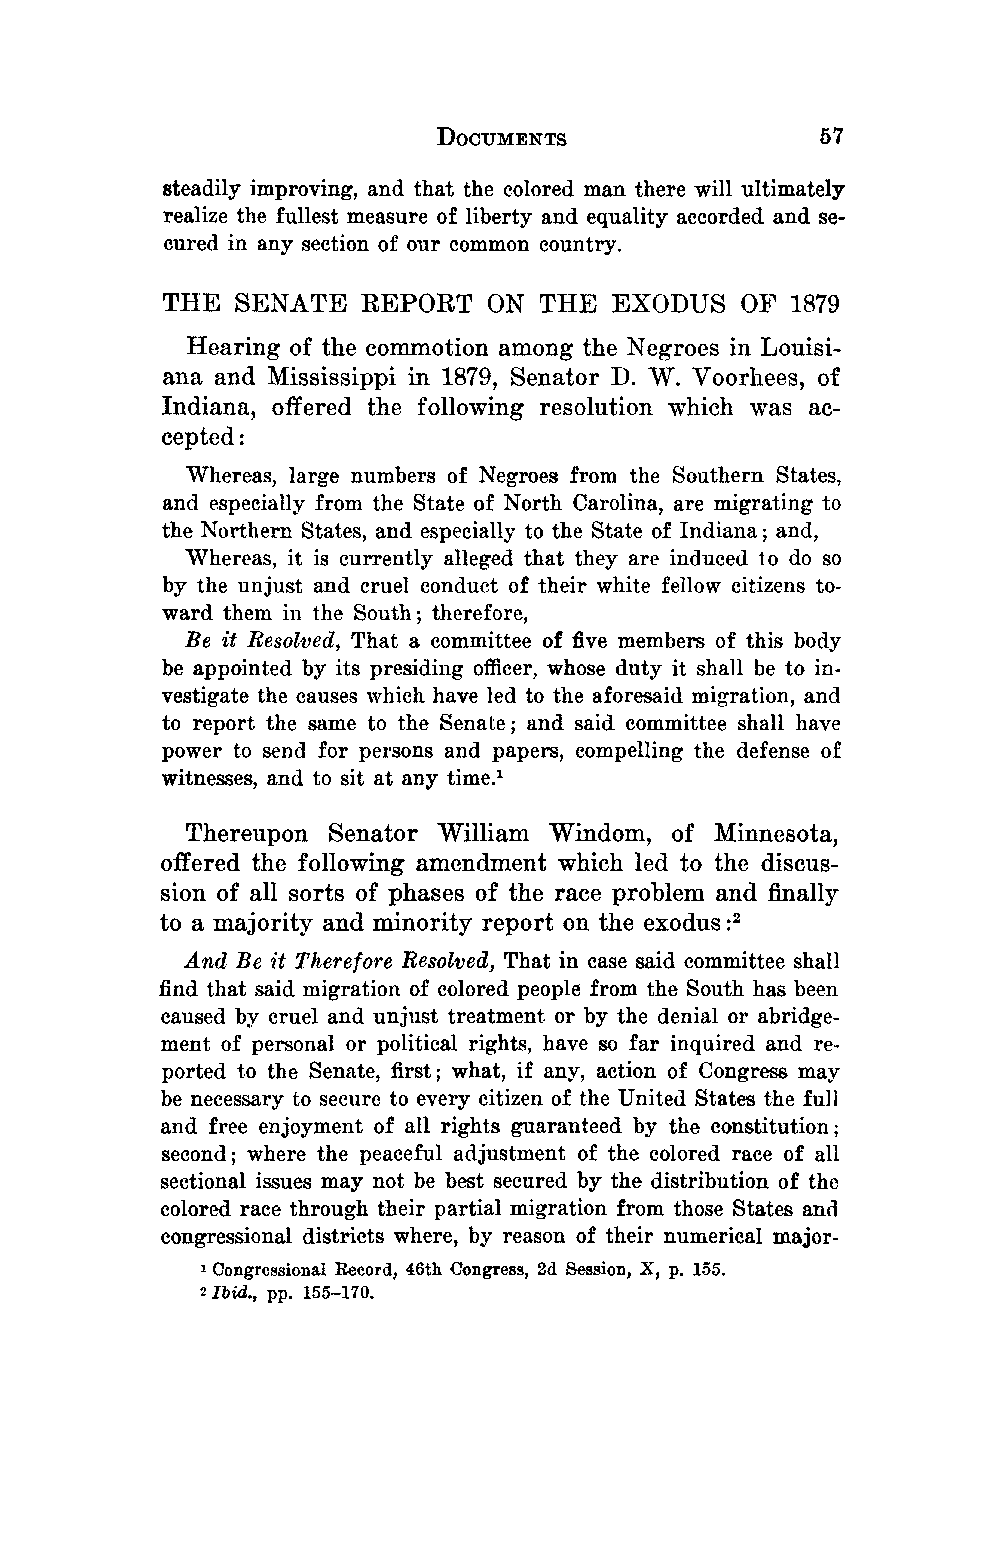 DOCUMENTS 57
steadily improving, and that the colored man there will ultimately
realize the fullest measure of liberty and equality accorded and se-
cured in any section of our common country.
THE SENATE REPORT ON THE EXODUS OF 1879
Hearing of the commotion among the Negroes in Louisi-
ana and Mississippi in 1879, Senator D. W. Voorhees, of
Indiana, offered the following resolution which was ac-
cepted:
Whereas, large numbers of Negroes from the Southern States,
and especially from the State of North Carolina, are migrating to
the Northern States, and especially to the State of Indiana; and,
Whereas, it is currently alleged that they are induced to do so
by the unjust and cruel conduct of their white fellow citizens to-
ward them in the South; therefore,
Be it Resolved, That a committee of five members of this body
be appointed by its presiding officer, whose duty it shall be to in-
vestigate the causes which have led to the aforesaid migration, and
to report the same to the Senate; and said committee shall have
power to send for persons and papers, compelling the defense of
witnesses, and to sit at any time.¹
Thereupon Senator William Windom, of Minnesota,
offered the following amendment which led to the discus-
sion of all sorts of phases of the race problem and finally
to a majority and minority report on the exodus:²
And Be it Therefore Resolved, That in case said committee shall
find that said migration of colored people from the South has been
caused by cruel and unjust treatment or by the denial or abridge-
ment of personal or political rights, have so far inquired and re-
ported to the Senate, first; what, if any, action of Congress may
be necessary to secure to every citizen of the United States the full
and free enjoyment of all rights guaranteed by the constitution;
second; where the peaceful adjustment of the colored race of all
sectional issues may not be best secured by the distribution of the
colored race through their partial migration from those States and
congressional districts where, by reason of their numerical major-
¹ Congressional Record, 46th Congress, 2d Session, X, p. 155.
² Ibid., pp. 155–170.